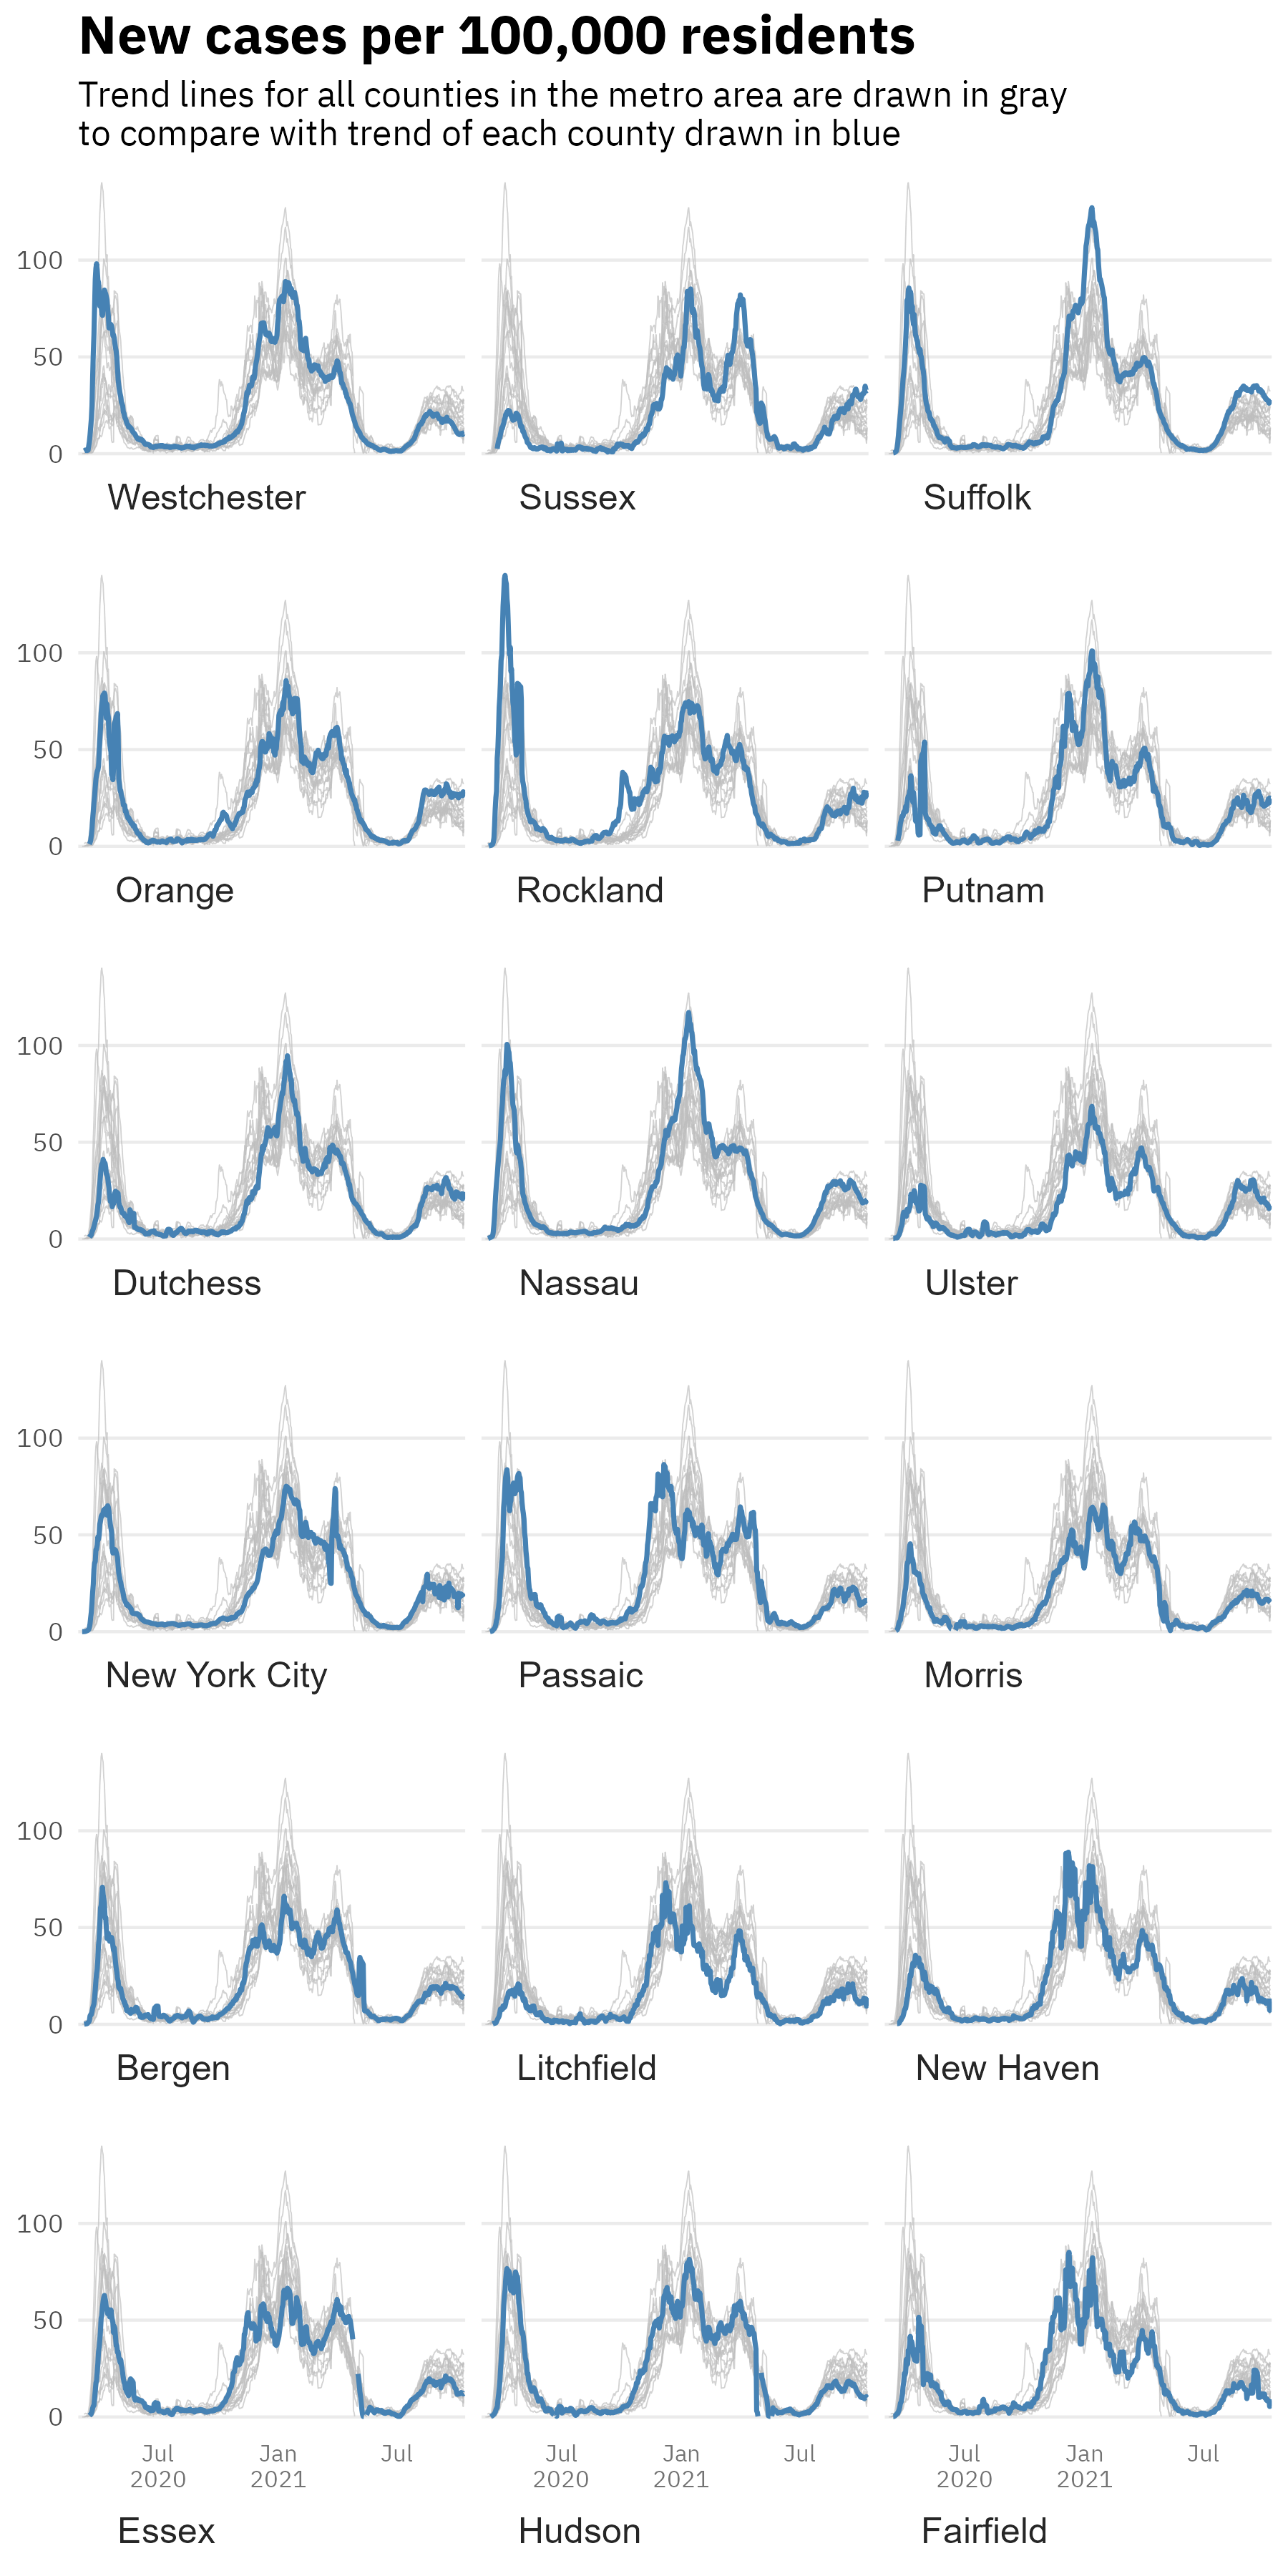 New cases per 100,000 residents
Trend lines for all counties in the metro area are drawn in gray
to compare with trend of each county drawn in blue
100
50
0
Westchester
Sussex
Suffolk
100
50
0
Orange
Rockland
Putnam
100
50
0
Dutchess
Nassau
Ulster
100
50
0
New York City
Passaic
Morris
100
50
0
Bergen
Litchfield
New Haven
100
50
0
Jul Jan Jul
2020 2021
Jul Jan Jul
2020 2021
Jul Jan Jul
2020 2021
Essex
Hudson
Fairfield